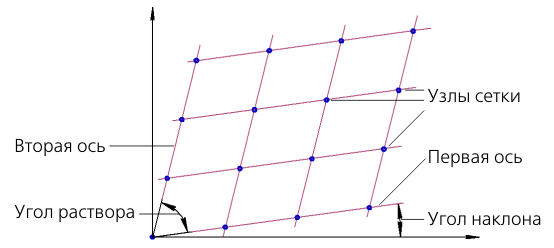 Узлы сетки
Вторая ось
Первая ось
Угол раствора
Угол наклона